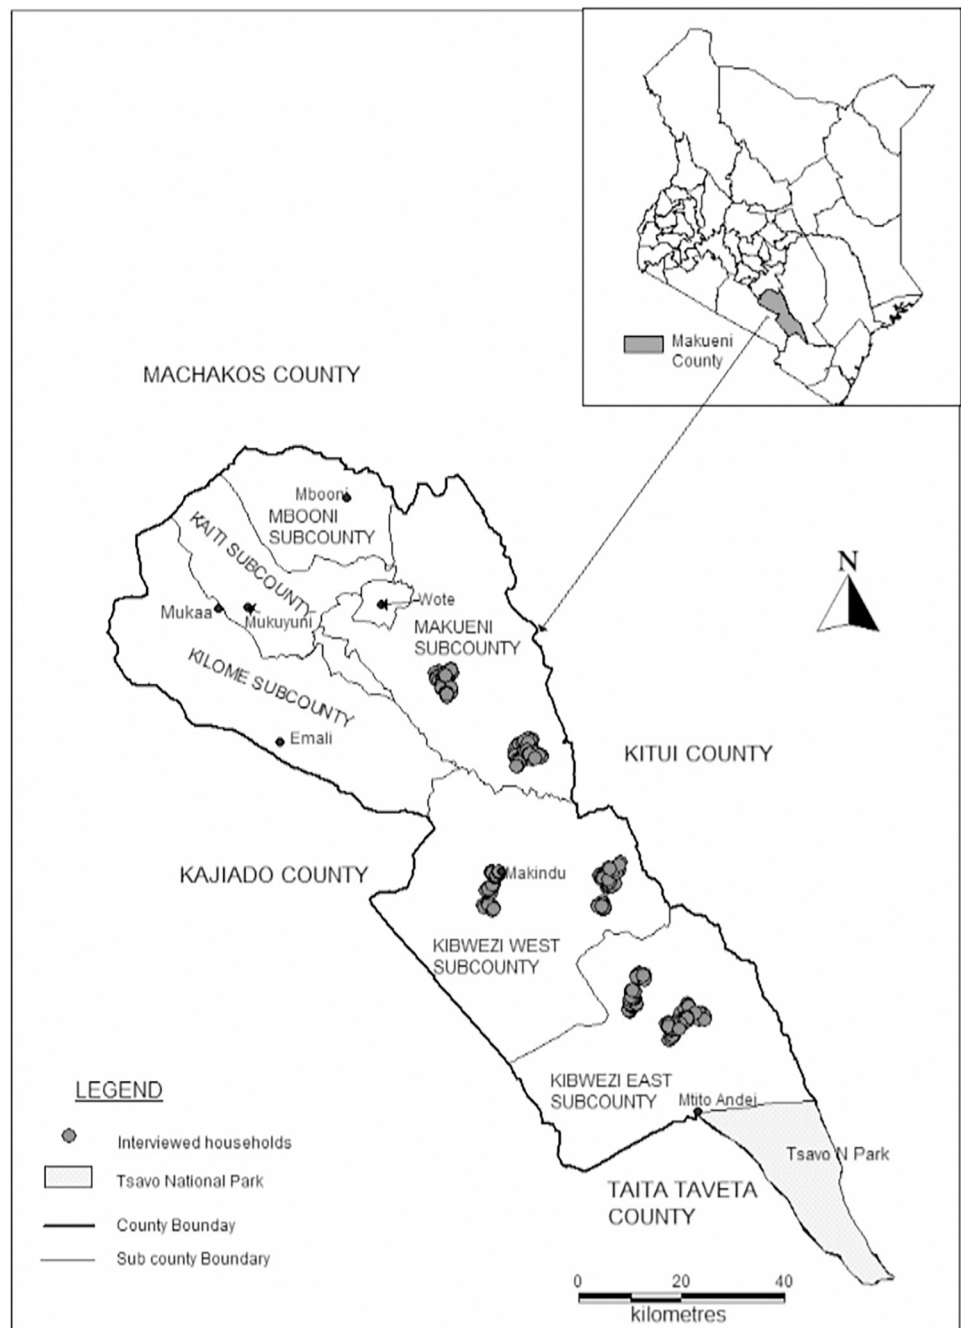 Makueni
County
MACHAKOS COUNTY
Mbooni
MBOONI
SUBCOUNTY
KAITI SUBCOUNTY
Wote
Mukaa
Mukuyuni
MAKUENI
SUBCOUNTY
N
KILOME SUBCOUNTY
Emali
KITUI COUNTY
KAJIADO COUNTY
Makindu
KIBWEZI WEST
SUBCOUNTY
KIBWEZI EAST
SUBCOUNTY
Mtito Andei
Tsavo N Park
TAITA TAVETA
COUNTY
LEGEND
Interviewed households
Tsavo National Park
County Bounday
Sub county Boundary
0 20 40
kilometres